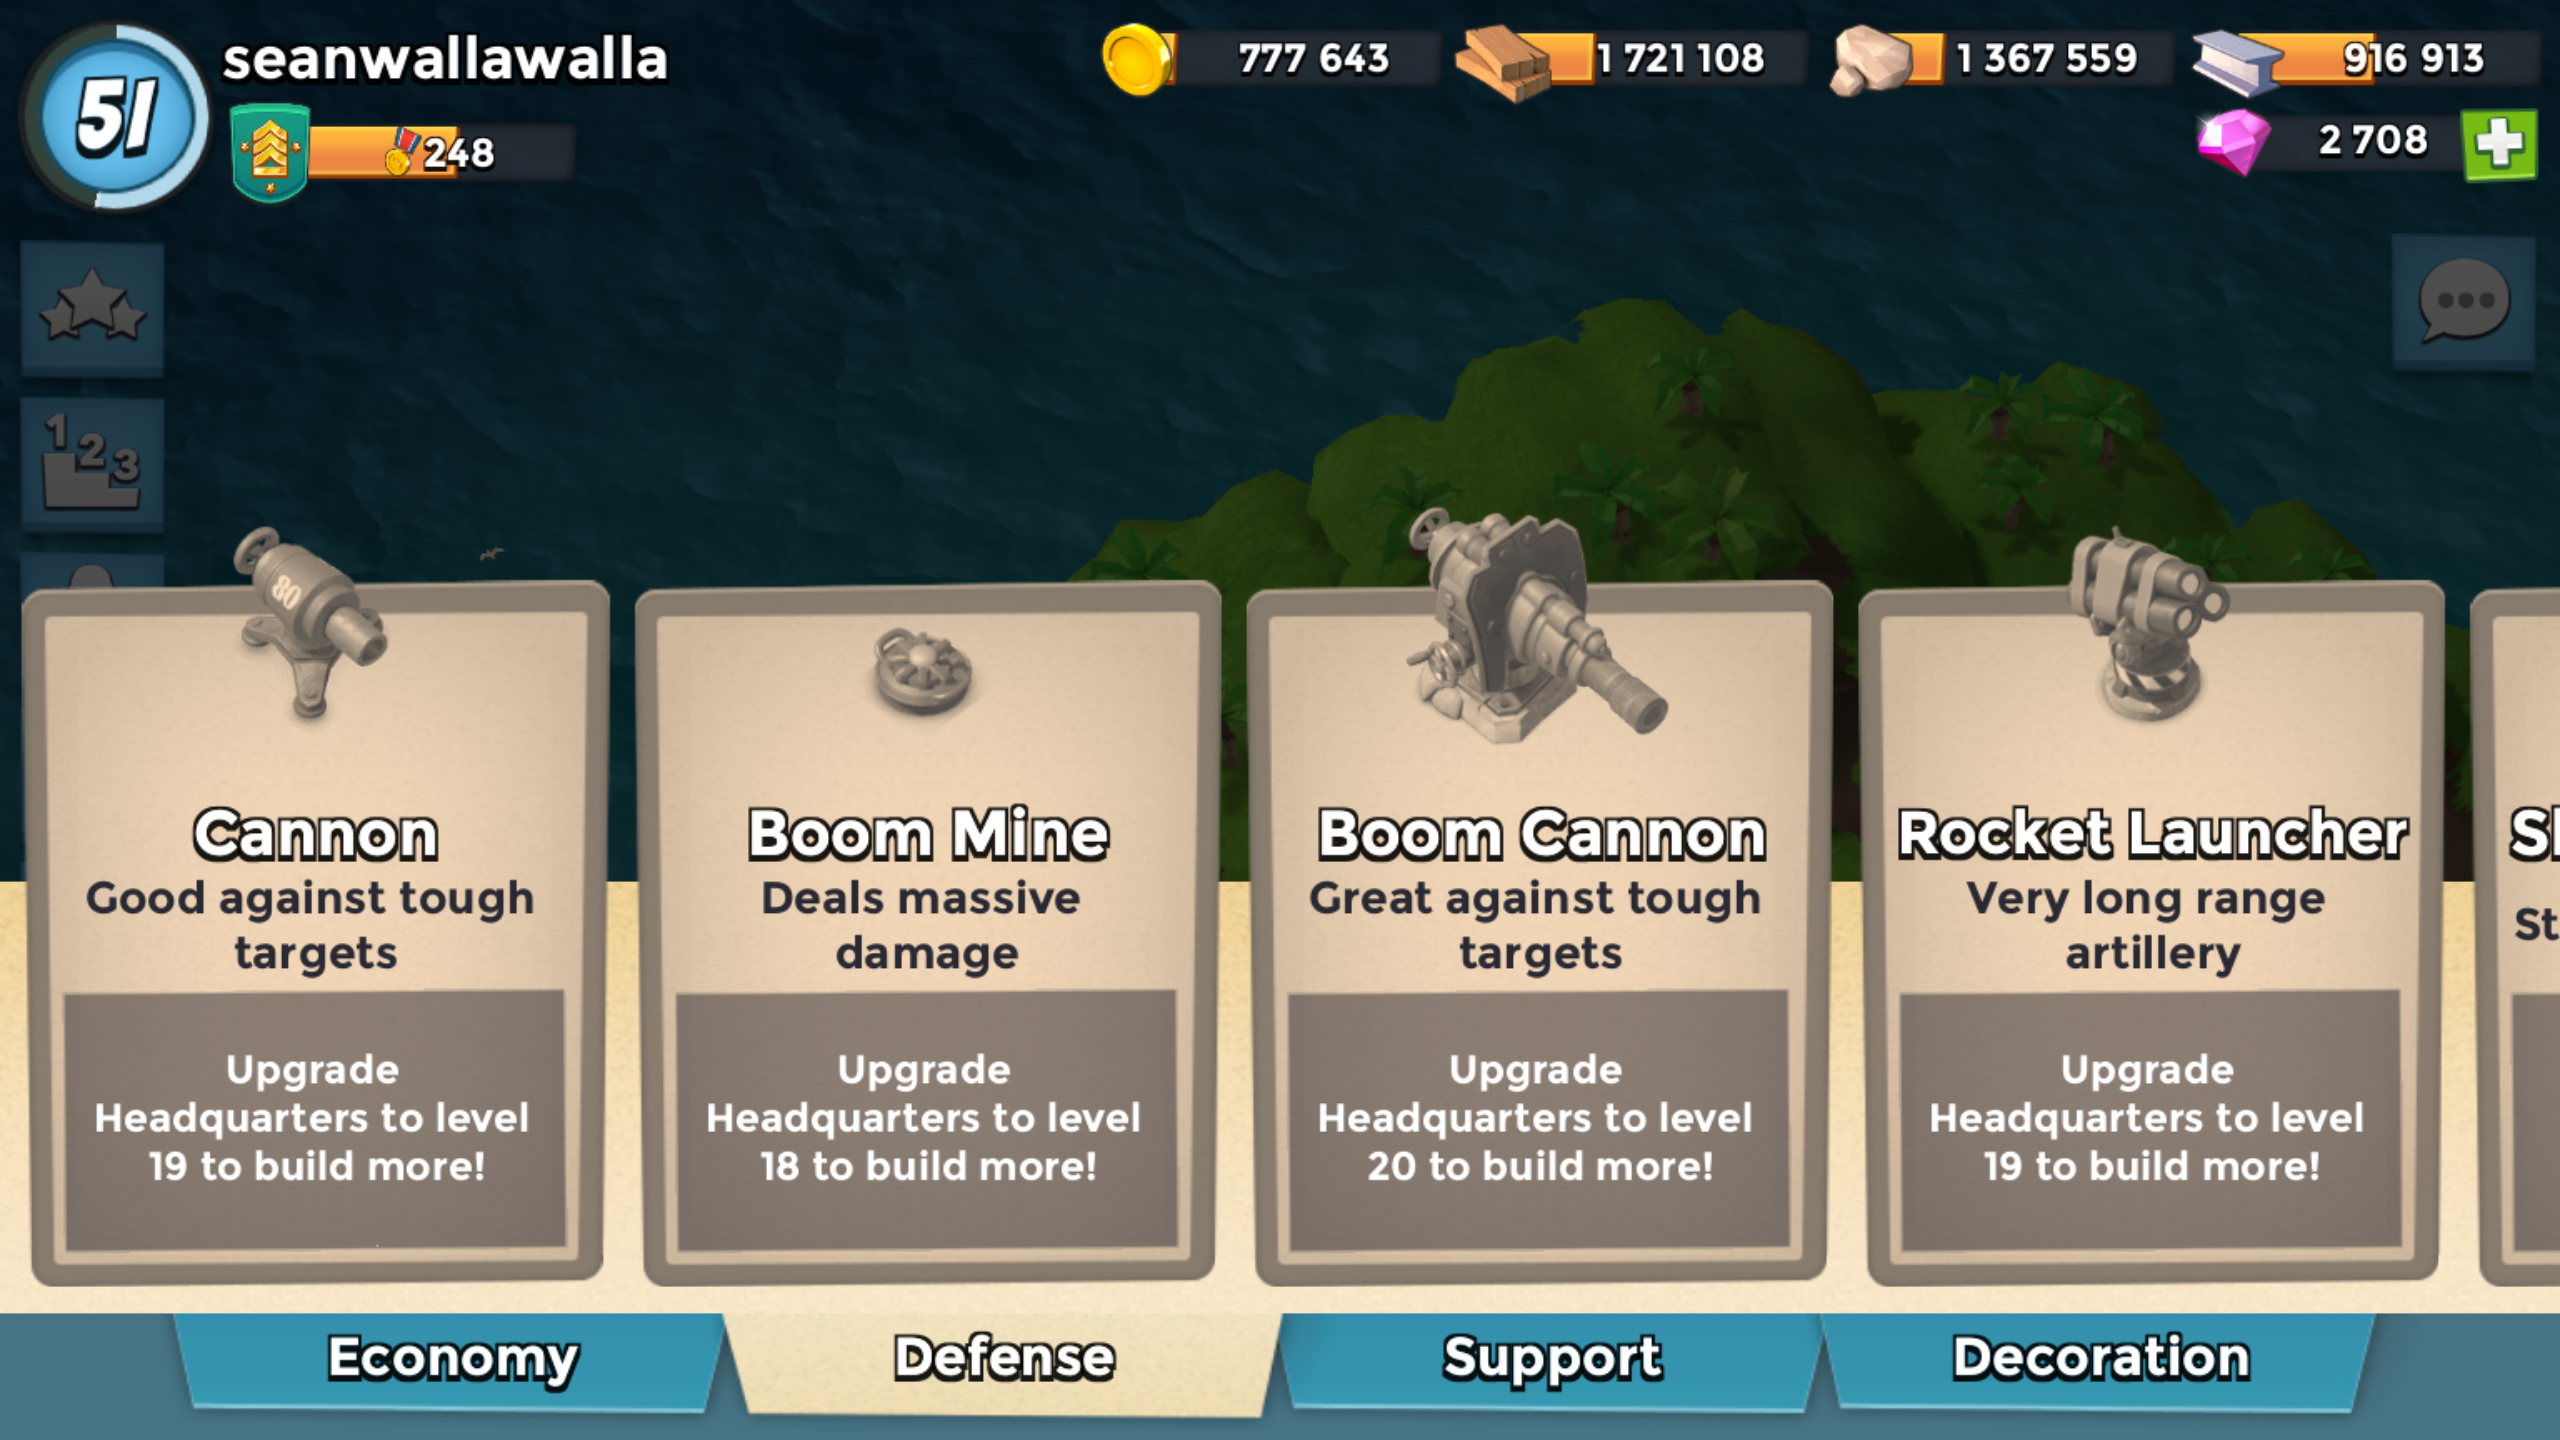 51
seanwallawalla
248
777 643
1 721 108
1 367 559
916 913
2 708
1 2 3
80
Cannon
Good against tough
targets
Upgrade
Headquarters to level
19 to build more!
Boom Mine
Deals massive
damage
Upgrade
Headquarters to level
18 to build more!
Boom Cannon
Great against tough
targets
Upgrade
Headquarters to level
20 to build more!
Rocket Launcher
Very long range
artillery
Upgrade
Headquarters to level
19 to build more!
Economy
Defense
Support
Decoration